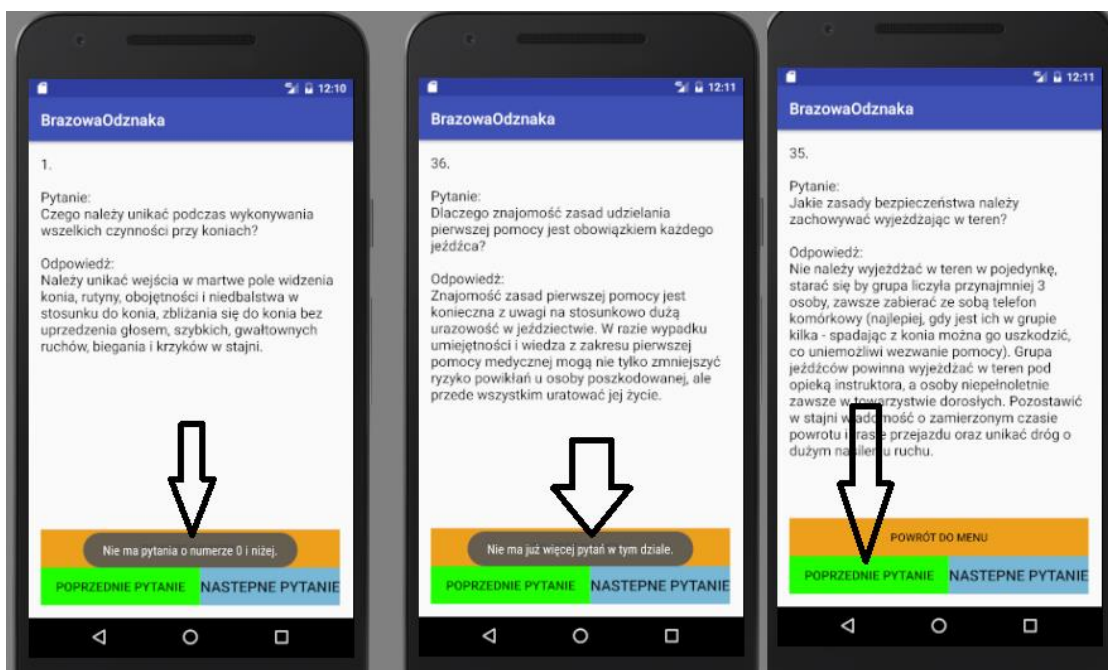 12:10
BrazowaOdznaka
1.
Pytanie:
Czego należy unikać podczas wykonywania
wszelkich czynności przy koniach?
Odpowiedź:
Należy unikać wejścia w martwe pole widzenia
konia, rutyny, obojętności i niedbalstwa w
stosunku do konia, zbliżania się do konia bez
uprzedzenia głosem, szybkich, gwałtownych
ruchów, biegania i krzyków w stajni.
Nie ma pytania o numerze 0 i niżej.
POPRZEDNIE PYTANIE NASTEPNE PYTANIE
12:11
BrazowaOdznaka
36.
Pytanie:
Dlaczego znajomość zasad udzielania
pierwszej pomocy jest obowiązkiem każdego
jeźdźca?
Odpowiedź:
Znajomość zasad pierwszej pomocy jest
konieczna z uwagi na stosunkowo dużą
urazowość w jeździectwie. W razie wypadku
umiejętności i wiedza z zakresu pierwszej
pomocy medycznej mogą nie tylko zmniejszyć
ryzyko powikłań u osoby poszkodowanej, ale
przede wszystkim uratować jej życie.
Nie ma już więcej pytań w tym dziale.
POPRZEDNIE PYTANIE NASTEPNE PYTANIE
12:11
BrazowaOdznaka
35.
Pytanie:
Jakie zasady bezpieczeństwa należy
zachowywać wyjeżdżając w teren?
Odpowiedź:
Nie należy wyjeżdżać w teren w pojedynkę,
starać się by grupa liczyła przynajmniej 3
osoby, zawsze zabierać ze sobą telefon
komórkowy (najlepiej, gdy jest ich w grupie
kilka - spadając z konia można go uszkodzić,
co uniemożliwi wezwanie pomocy). Grupa
jeźdźców powinna wyjeżdżać w teren pod
opieką instruktora, a osoby niepełnoletnie
zawsze w towarzystwie dorosłych. Pozostawić
w stajni wiadomość o zamierzonym czasie
powrotu i trasie przejazdu oraz unikać dróg o
dużym nasileniu ruchu.
POWRÓT DO MENU
POPRZEDNIE PYTANIE NASTEPNE PYTANIE